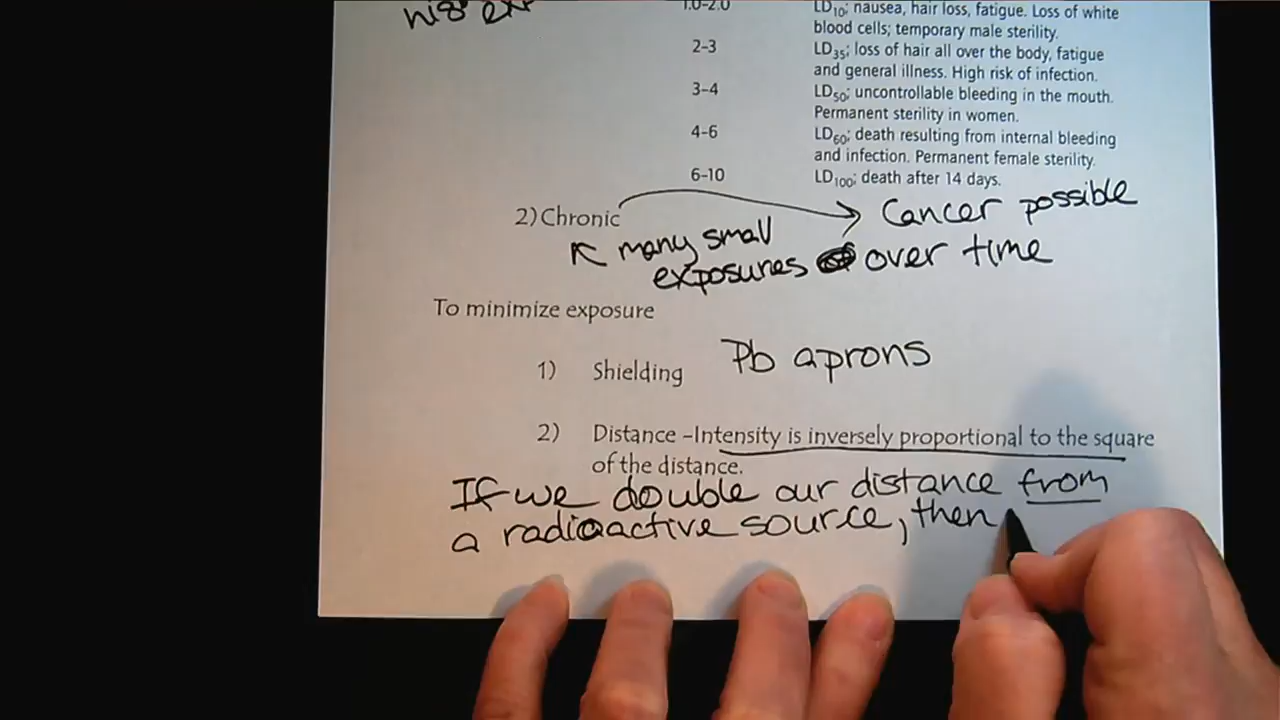 1.0-2.0 LD10; nausea, hair loss, fatigue. Loss of white
blood cells; temporary male sterility.
2-3 LD35; loss of hair all over the body, fatigue
and general illness. High risk of infection.
3-4 LD50; uncontrollable bleeding in the mouth.
Permanent sterility in women.
4-6 LD60; death resulting from internal bleeding
and infection. Permanent female sterility.
6-10 LD100; death after 14 days.
2) Chronic Cancer possible
many small
exposures over time
To minimize exposure
1) Shielding Pb aprons
2) Distance -Intensity is inversely proportional to the square
of the distance.
If we double our distance from
a radioactive source, then